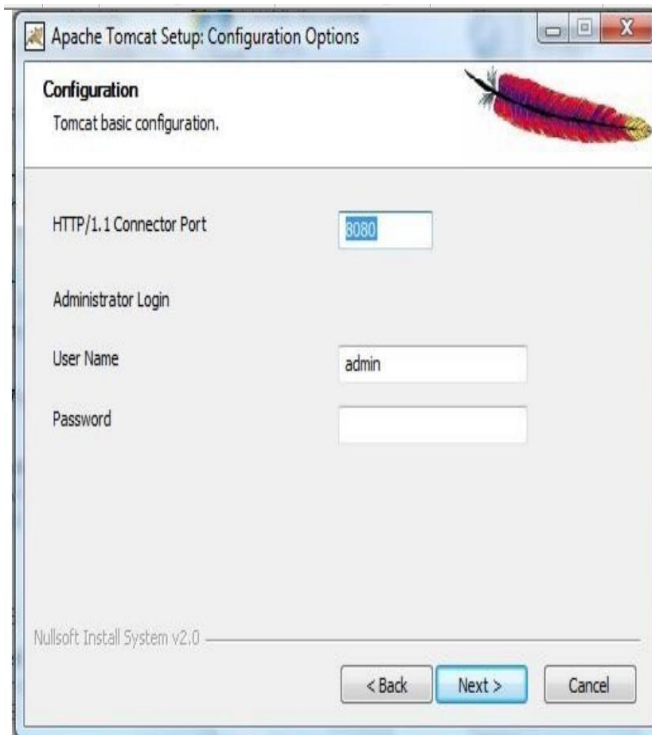 Apache Tomcat Setup: Configuration Options
Configuration
Tomcat basic configuration.
HTTP/1.1 Connector Port
8080
Administrator Login
User Name
admin
Password
Nullsoft Install System v2.0
< Back
Next >
Cancel